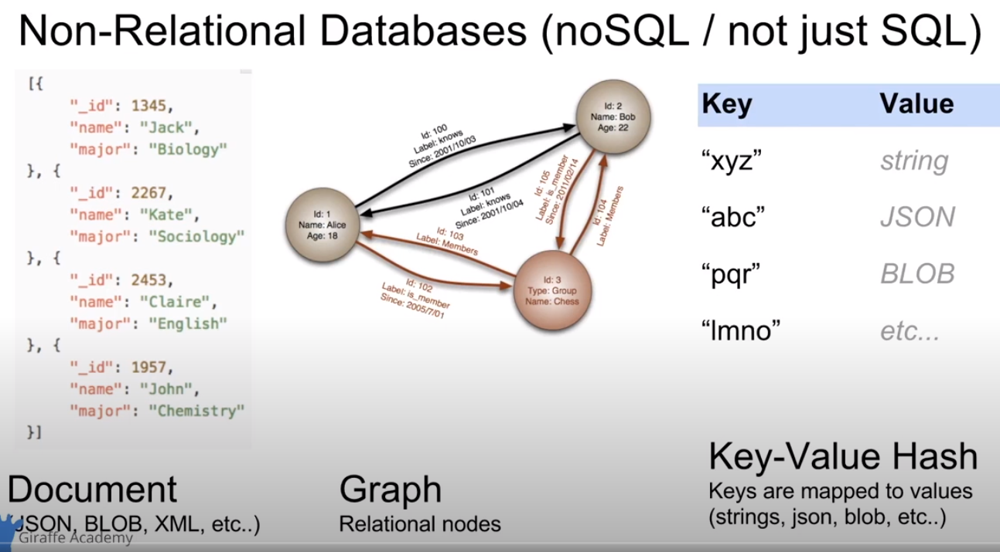 Non-Relational Databases (noSQL / not just SQL)
[{
"_id": 1345,
"name": "Jack",
"major": "Biology"
}, {
"_id": 2267,
"name": "Kate",
"major": "Sociology"
}, {
"_id": 2453,
"name": "Claire",
"major": "English"
}, {
"_id": 1957,
"name": "John",
"major": "Chemistry"
}]
Document
JSON, BLOB, XML, etc..)
Giraffe Academy
Id: 2
Name: Bob
Age: 22
Id: 100
Label: knows
Since: 2001/10/03
Id: 101
Label: knows
Since: 2001/10/04
Id: 105
Label: is_member
Since: 2011/02/14
Id: 104
Label: Members
Id: 1
Name: Alice
Age: 18
Id: 103
Label: Members
Id: 102
Label: is_member
Since: 2005/7/01
Id: 3
Type: Group
Name: Chess
Graph
Relational nodes
Key Value
“xyz” string
“abc” JSON
“pqr” BLOB
“lmno” etc...
Key-Value Hash
Keys are mapped to values
(strings, json, blob, etc..)